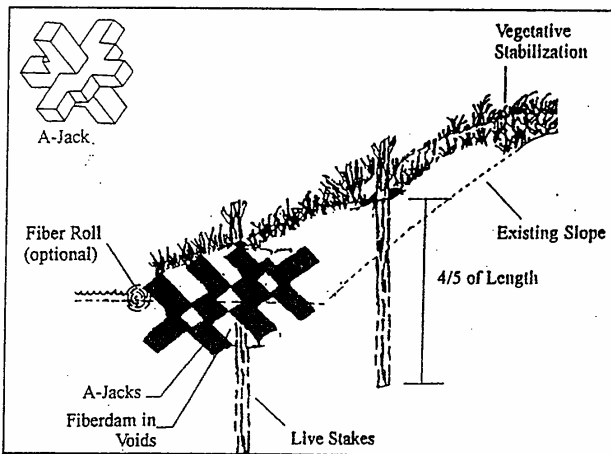 Vegetative
Stabilization
A-Jack
Fiber Roll
(optional)
Existing Slope
4/5 of Length
A-Jacks
Fiberdam in
Voids
Live Stakes